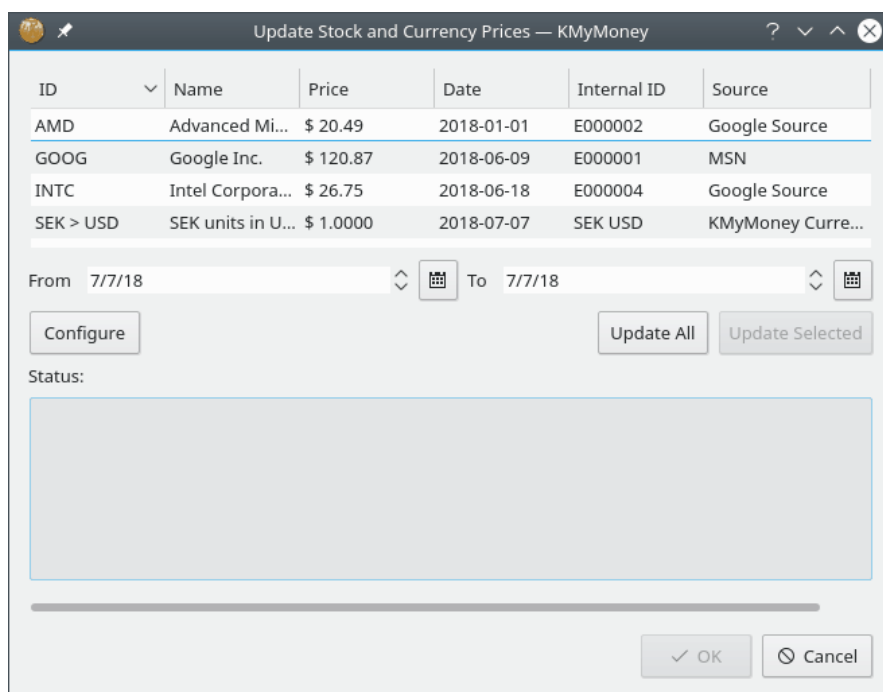 Update Stock and Currency Prices — KMyMoney
ID Name Price Date Internal ID Source
AMD Advanced Mi... $ 20.49 2018-01-01 E000002 Google Source
GOOG Google Inc. $ 120.87 2018-06-09 E000001 MSN
INTC Intel Corpora... $ 26.75 2018-06-18 E000004 Google Source
SEK > USD SEK units in U... $ 1.0000 2018-07-07 SEK USD KMyMoney Curre...
From 7/7/18 To 7/7/18
Configure Update All Update Selected
Status:
OK Cancel